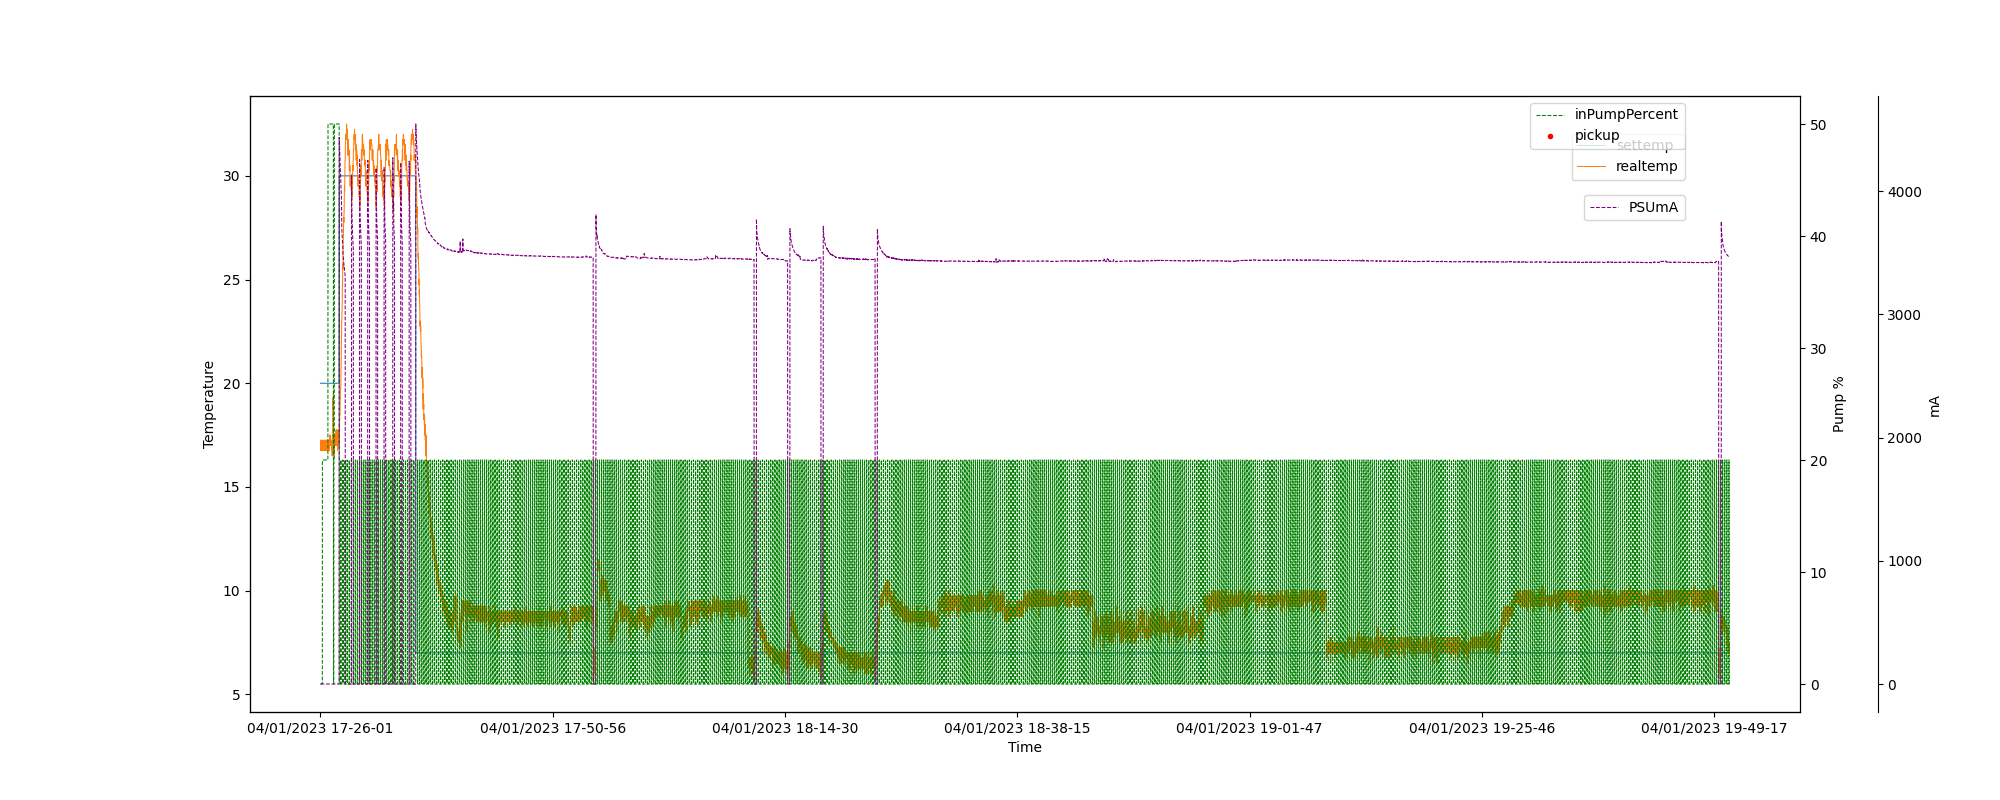 inPumpPercent
pickup
settemp
realtemp
PSUmA
30
25
20
15
10
5
Temperature
50
40
30
20
10
0
Pump %
4000
3000
2000
1000
0
mA
04/01/2023 17-26-01
04/01/2023 17-50-56
04/01/2023 18-14-30
04/01/2023 18-38-15
04/01/2023 19-01-47
04/01/2023 19-25-46
04/01/2023 19-49-17
Time